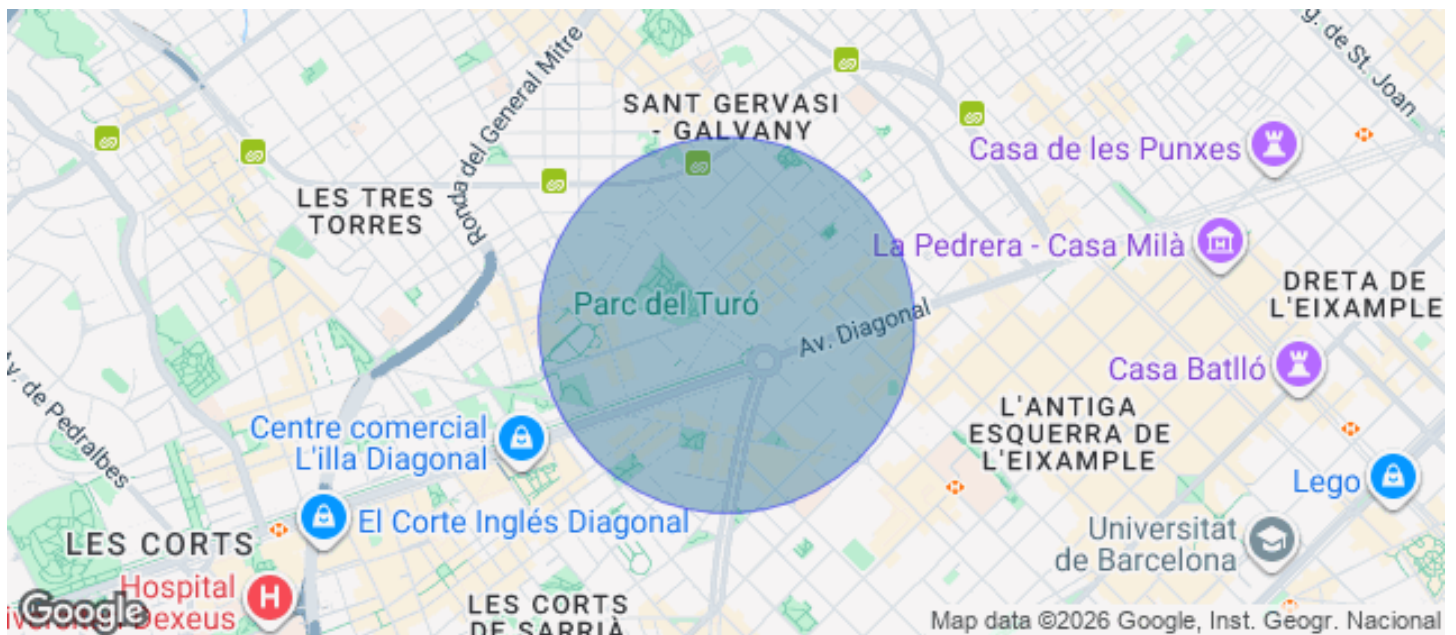 g. de St. Joan
Ronda del General Mitre
SANT GERVASI
- GALVANY
Casa de les Punxes
LES TRES
TORRES
La Pedrera - Casa Milà
DRETA DE
L'EIXAMPLE
Parc del Turó
Av. Diagonal
Av. de Pedralbes
Casa Batlló
L'ANTIGA
ESQUERRA DE
L'EIXAMPLE
Centre comercial
L'illa Diagonal
Lego
El Corte Inglés Diagonal
Universitat
de Barcelona
LES CORTS
Hospital
Dexeus
H
LES CORTS
DE SARRIÀ
Google
Map data ©2026 Google, Inst. Geogr. Nacional